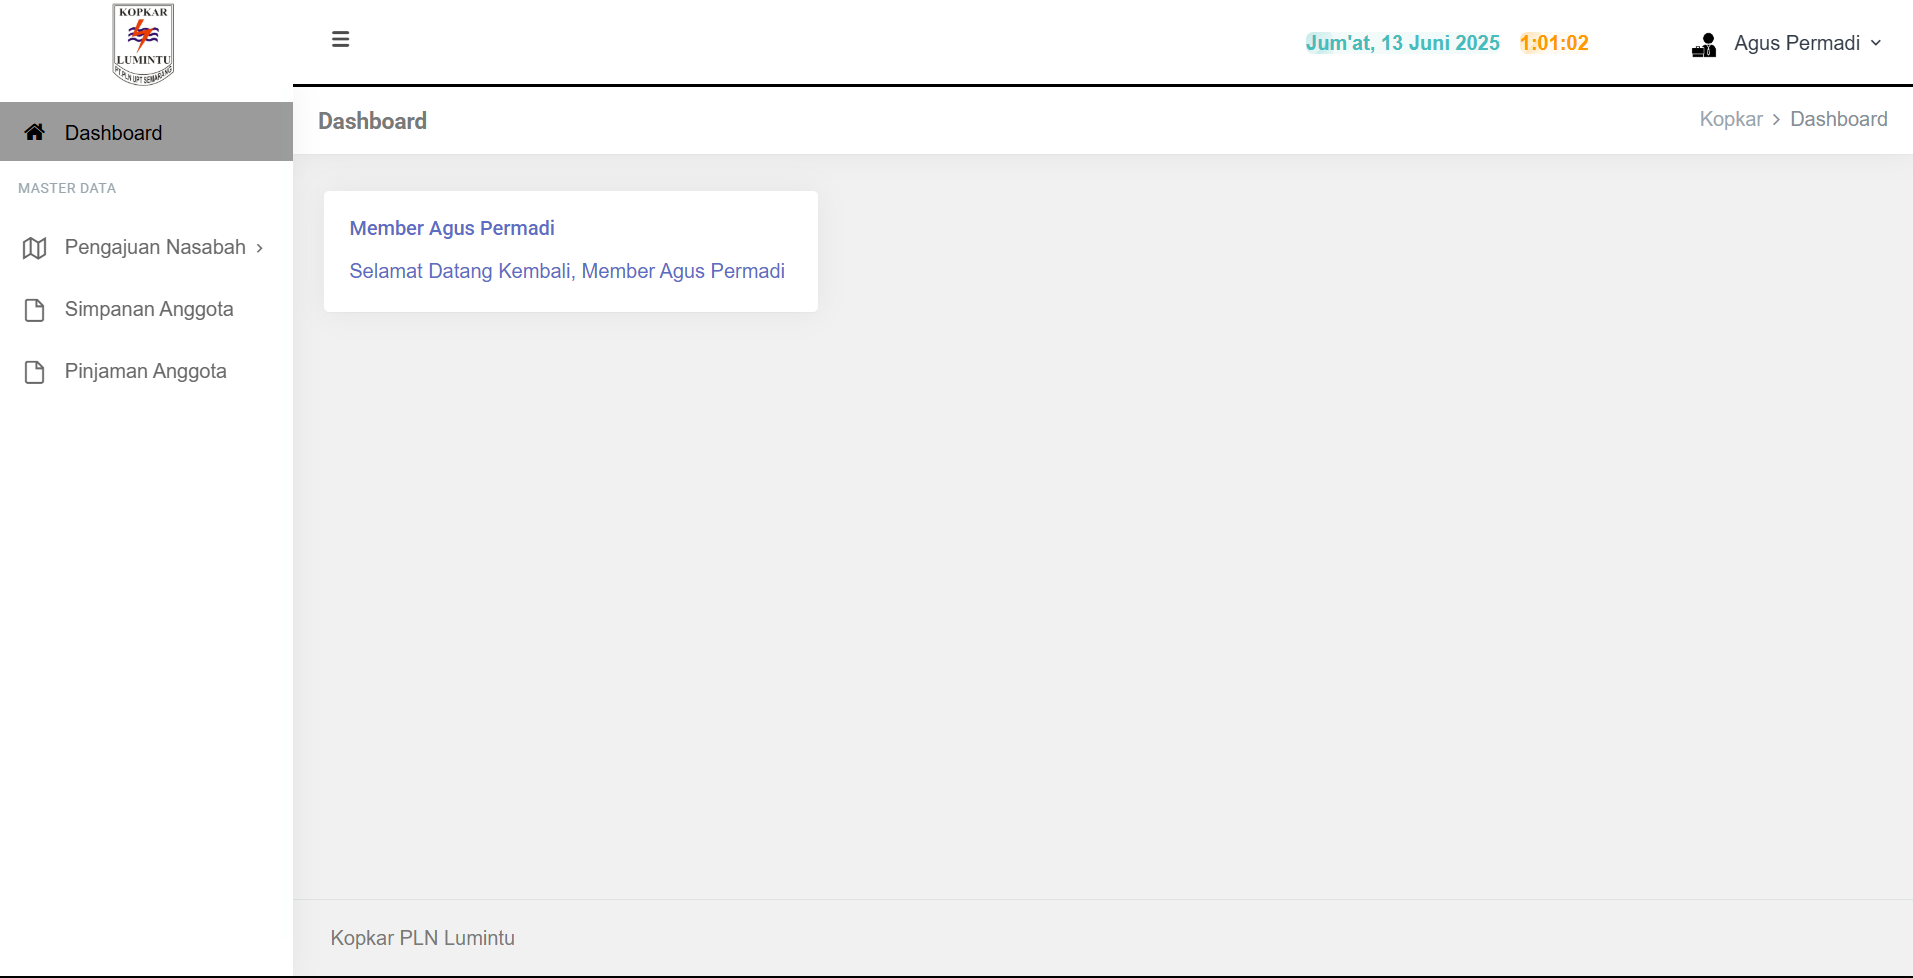 KOPKAR
LUMINTU
PT.PLN UPT SEMARANG
Jum'at, 13 Juni 2025 1:01:02
Agus Permadi
Dashboard
Kopkar > Dashboard
Dashboard
MASTER DATA
Pengajuan Nasabah
Simpanan Anggota
Pinjaman Anggota
Member Agus Permadi
Selamat Datang Kembali, Member Agus Permadi
Kopkar PLN Lumintu